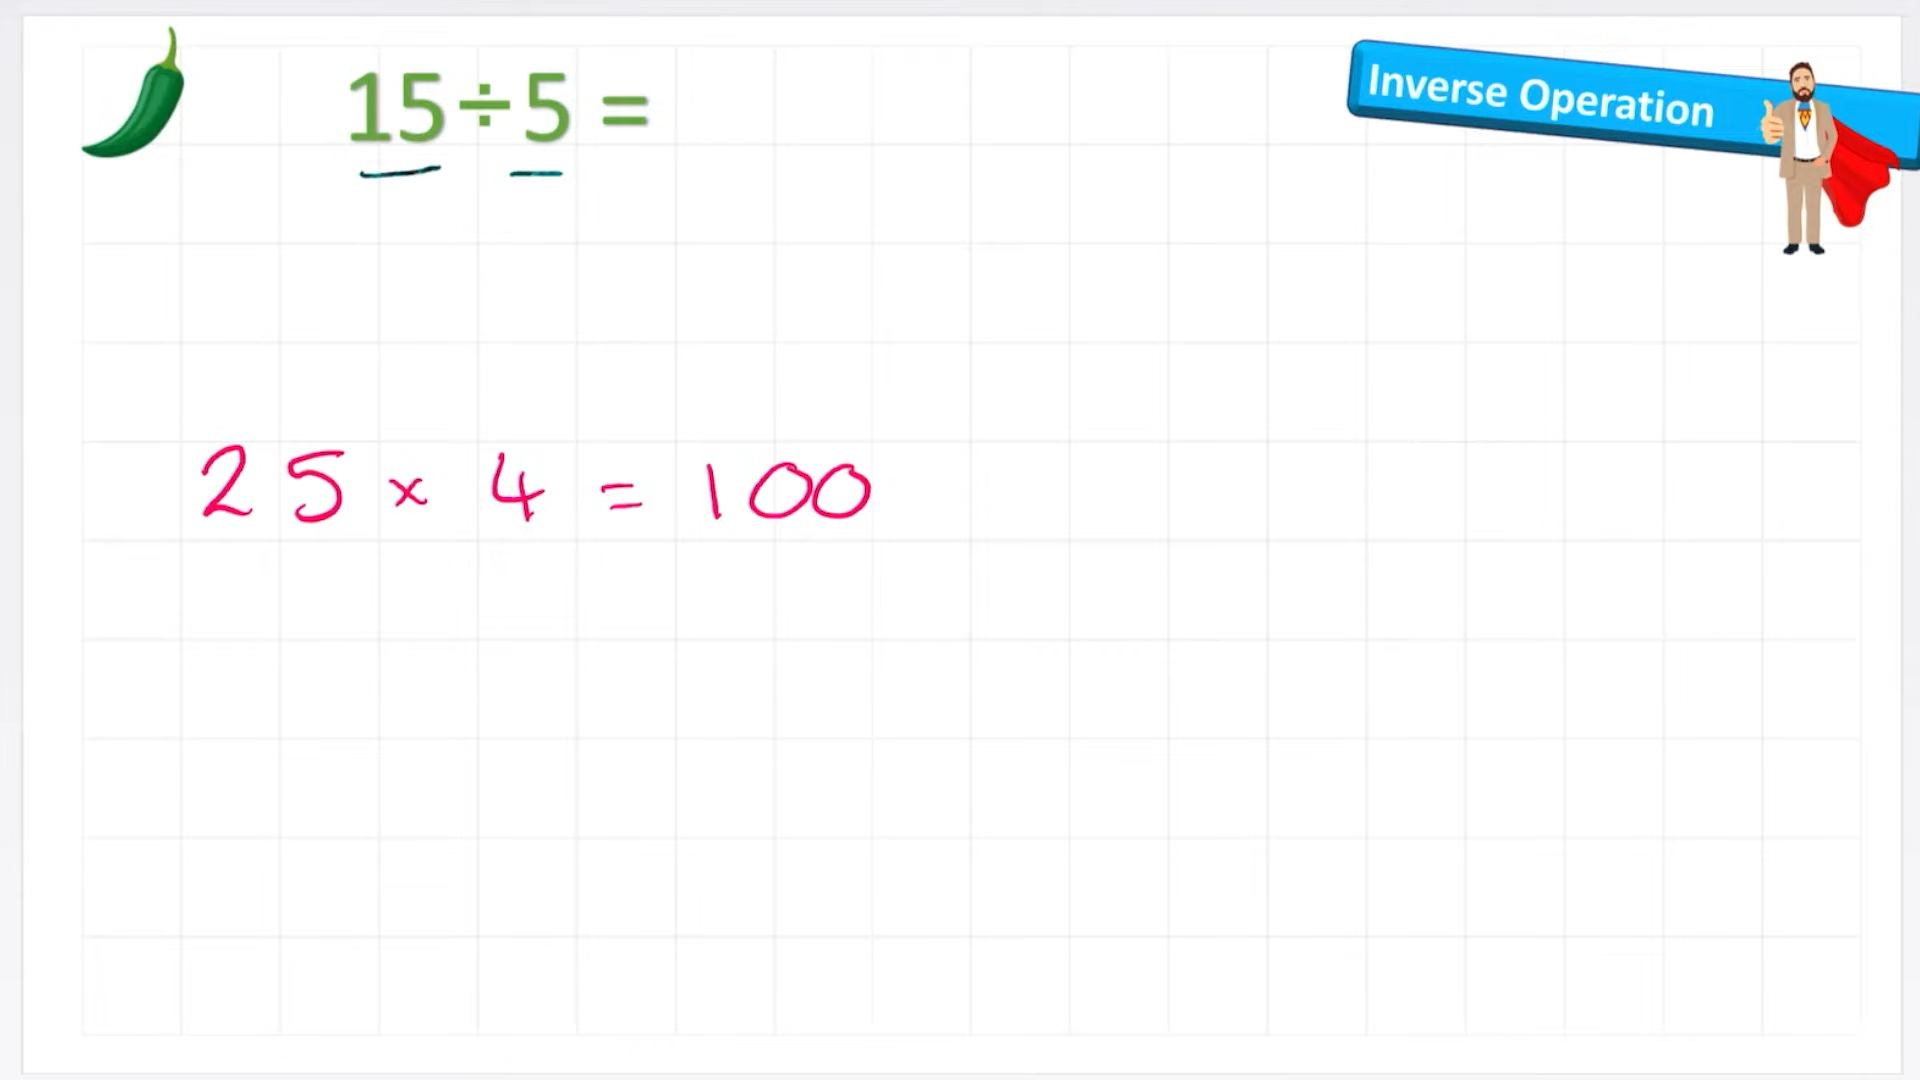 15÷5 =
Inverse Operation
25 × 4 = 100